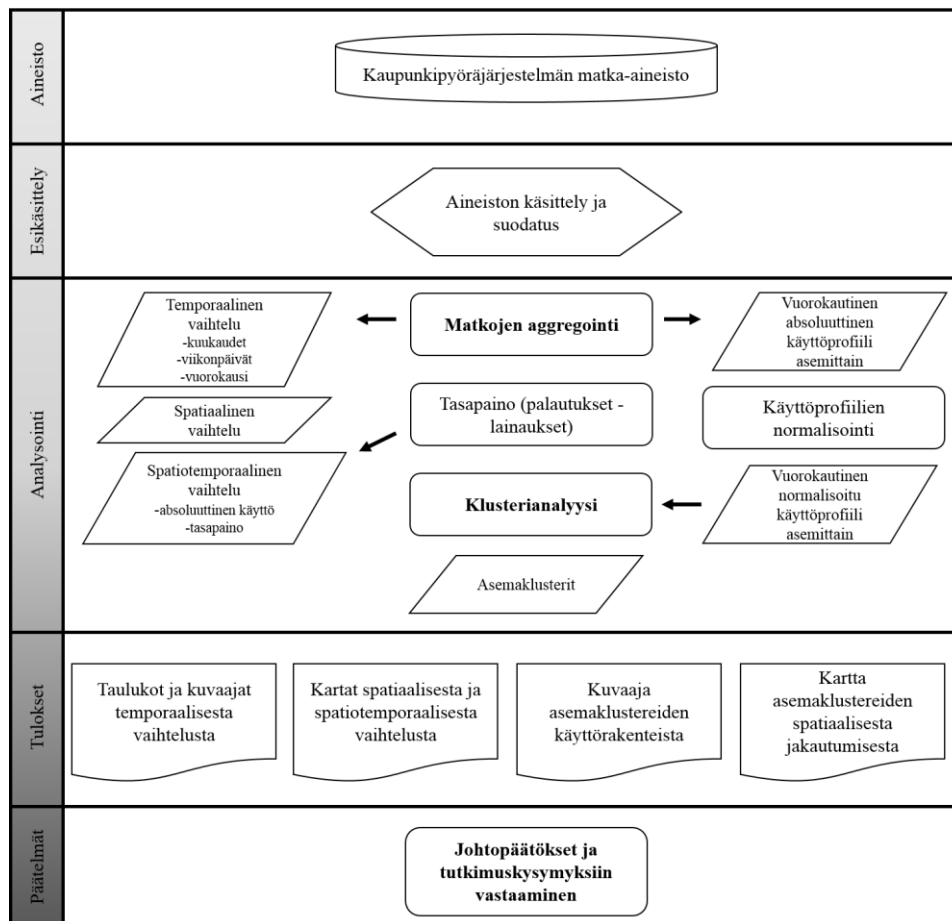 Aineisto
Kaupunkipyöräjärjestelmän matka-aineisto
Esikäsittely
Aineiston käsittely ja
suodatus
Analysointi
Temporaalinen
vaihtelu
-kuukaudet
-viikonpäivät
-vuorokausi
Matkojen aggregointi
Vuorokautinen
absoluuttinen
käyttöprofiili
asemittain
Spatiaalinen
vaihtelu
Tasapaino (palautukset -
lainaukset)
Käyttöprofiilien
normalisointi
Spatiotemporaalinen
vaihtelu
-absoluuttinen käyttö
-tasapaino
Klusterianalyysi
Vuorokautinen
normalisoitu
käyttöprofiili
asemittain
Asemaklusterit
Tulokset
Taulukot ja kuvaajat
temporaalisesta
vaihtelusta
Kartat spatiaalisesta ja
spatiotemporaalisesta
vaihtelusta
Kuvaaja
asemaklustereiden
käyttörakenteista
Kartta
asemaklustereiden
spatiaalisesta
jakautumisesta
Päätelmät
Johtopäätökset ja
tutkimuskysymyksiin
vastaaminen